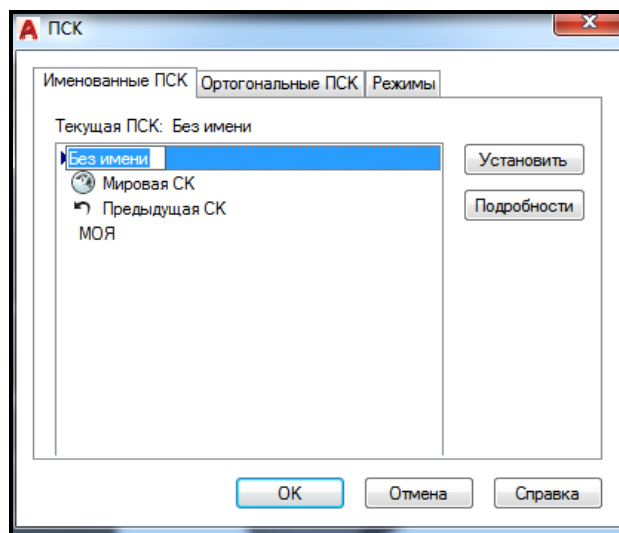 ПСК
Именованные ПСК Ортогональные ПСК Режимы
Текущая ПСК: Без имени
Без имени
Мировая СК
Предыдущая СК
МОЯ
Установить
Подробности
ОК Отмена Справка